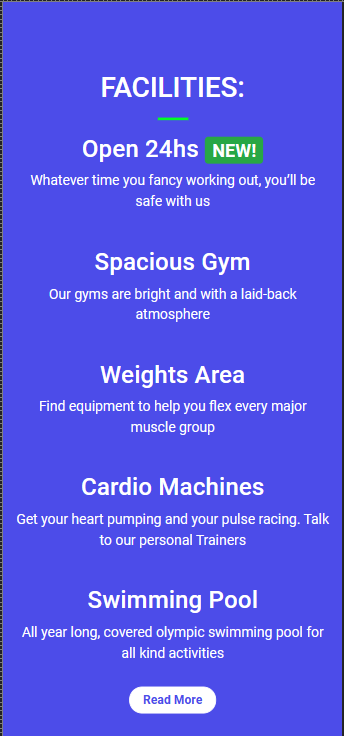 FACILITIES:
Open 24hs NEW!
Whatever time you fancy working out, you’ll be
safe with us
Spacious Gym
Our gyms are bright and with a laid-back
atmosphere
Weights Area
Find equipment to help you flex every major
muscle group
Cardio Machines
Get your heart pumping and your pulse racing. Talk
to our personal Trainers
Swimming Pool
All year long, covered olympic swimming pool for
all kind activities
Read More